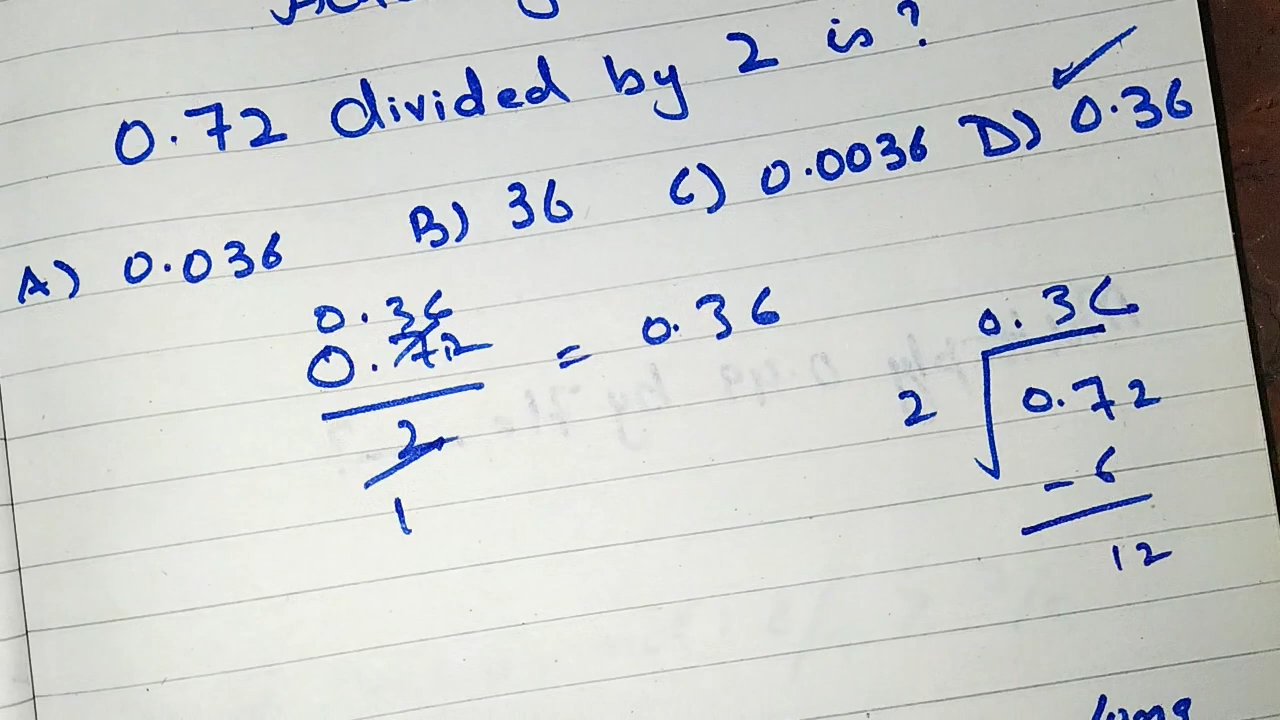 0.72 divided by 2 is?
A) 0.036 B) 36 C) 0.0036 D) 0.36
0.36
0.72 = 0.36
2
1
0.36
2 0.72
- 6
12
long